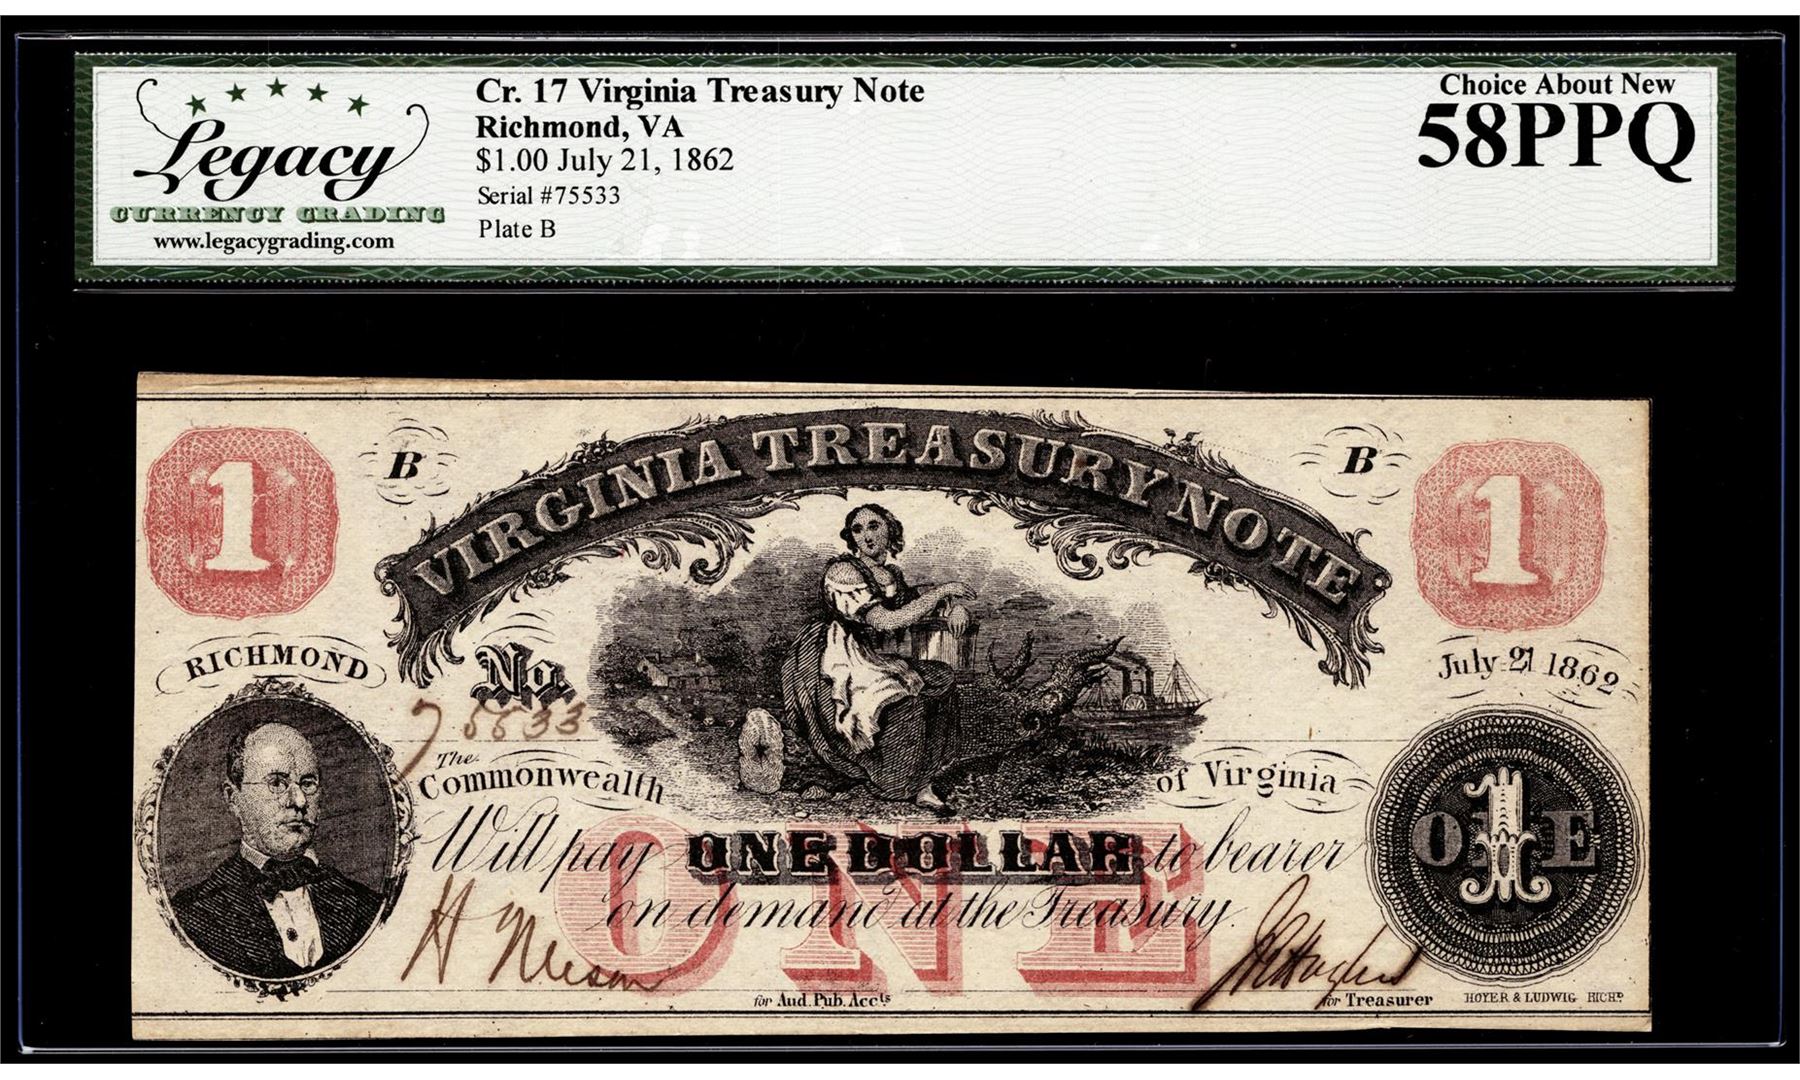 Legacy
CURRENCY GRADING
www.legacygrading.com
Cr. 17 Virginia Treasury Note
Richmond, VA
$1.00 July 21, 1862
Serial #75533
Plate B
Choice About New
58PPQ
VIRGINIA TREASURY NOTE
1
B
B
1
RICHMOND
No.
75533
July 21 1862
The
Commonwealth
of Virginia
Will pay ONE DOLLAR to bearer
on demand at the Treasury.
ONE
ONE
1
for Aud. Pub. Accts
for Treasurer
HOYER & LUDWIG RICHD